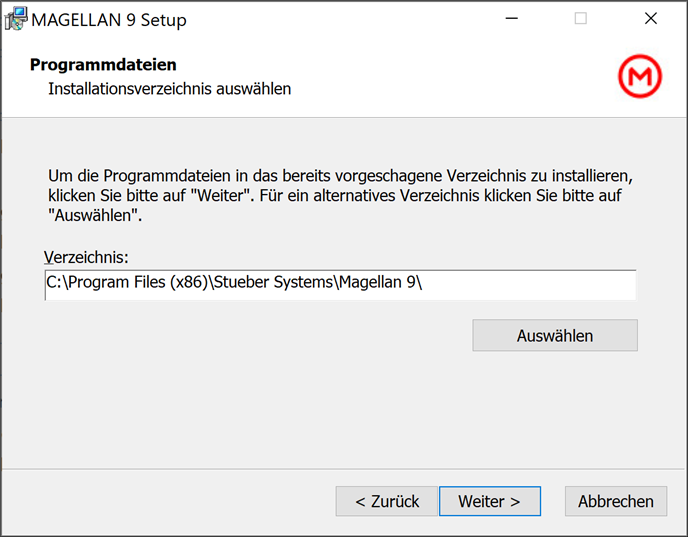 MAGELLAN 9 Setup
Programmdateien
Installationsverzeichnis auswählen
M
Um die Programmdateien in das bereits vorgeschagene Verzeichnis zu installieren,
klicken Sie bitte auf "Weiter". Für ein alternatives Verzeichnis klicken Sie bitte auf
"Auswählen".
Verzeichnis:
C:\Program Files (x86)\Stueber Systems\Magellan 9\
Auswählen
< Zurück
Weiter >
Abbrechen